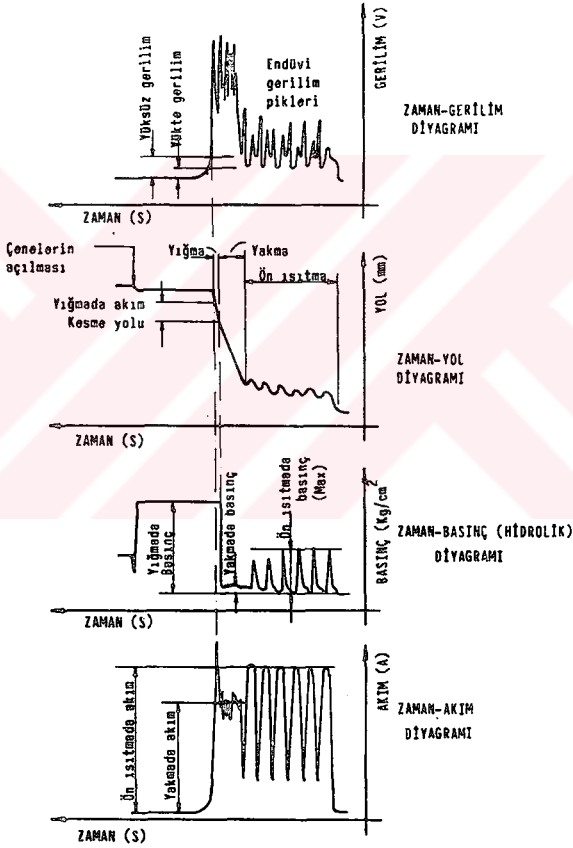 Yüksüz gerilim
Yükte gerilim
Endüvi
gerilim
pikleri
GERİLİM (V)
ZAMAN-GERİLİM
DİYAGRAMI
ZAMAN (S)
Çenelerin
açılması
Yığma
Yakma
Ön ısıtma
Yığmada akım
Kesme yolu
YOL (mm)
ZAMAN-YOL
DİYAGRAMI
ZAMAN (S)
Yığmada
Basınç
Yakmada basınç
Ön ısıtmada
basınç
(Max)
BASINÇ (Kg/cm²
ZAMAN-BASINÇ (HİDROLİK)
DİYAGRAMI
ZAMAN (S)
Ön ısıtmada akım
Yakmada akım
AKIM (A)
ZAMAN-AKIM
DİYAGRAMI
ZAMAN (S)